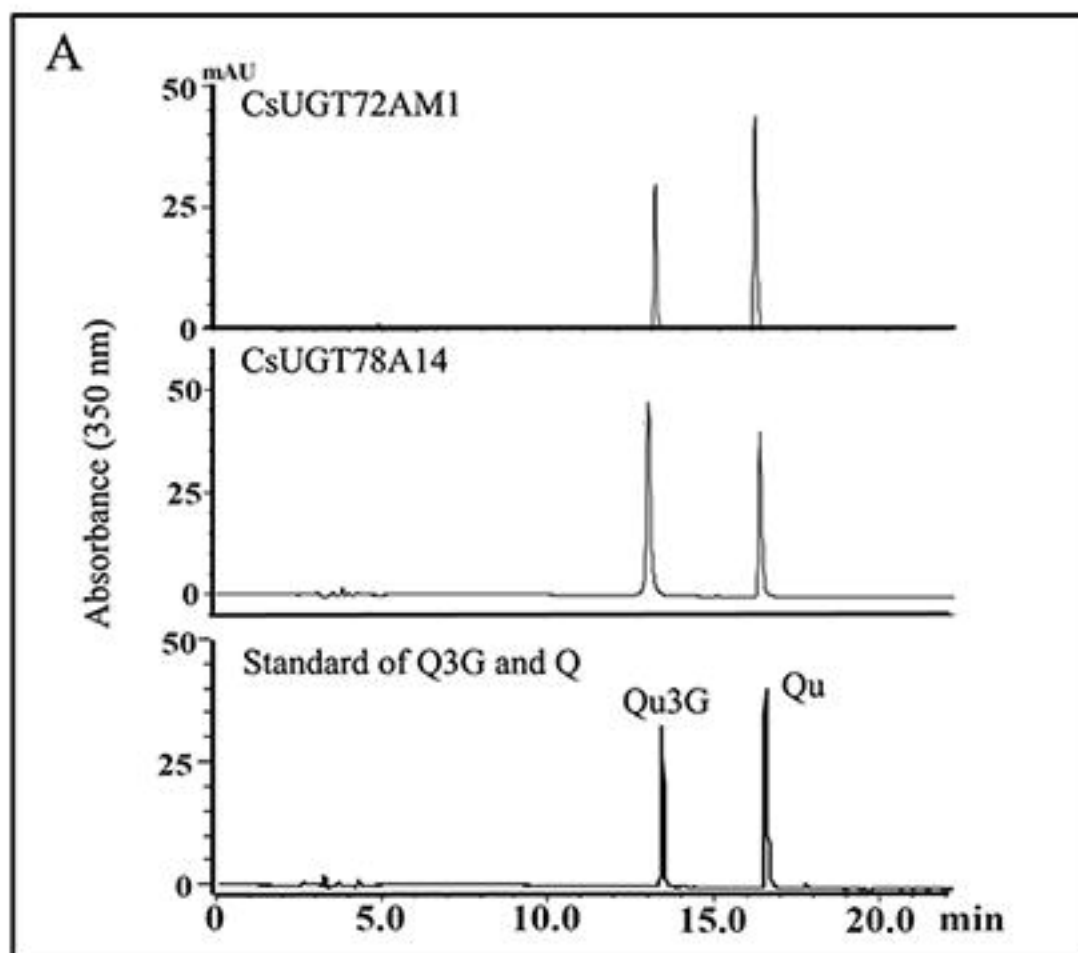 A
mAU
50
CsUGT72AM1
25
0
CsUGT78A14
50
25
0
Absorbance (350 nm)
50
Standard of Q3G and Q
Qu3G
Qu
25
0
0 5.0 10.0 15.0 20.0 min